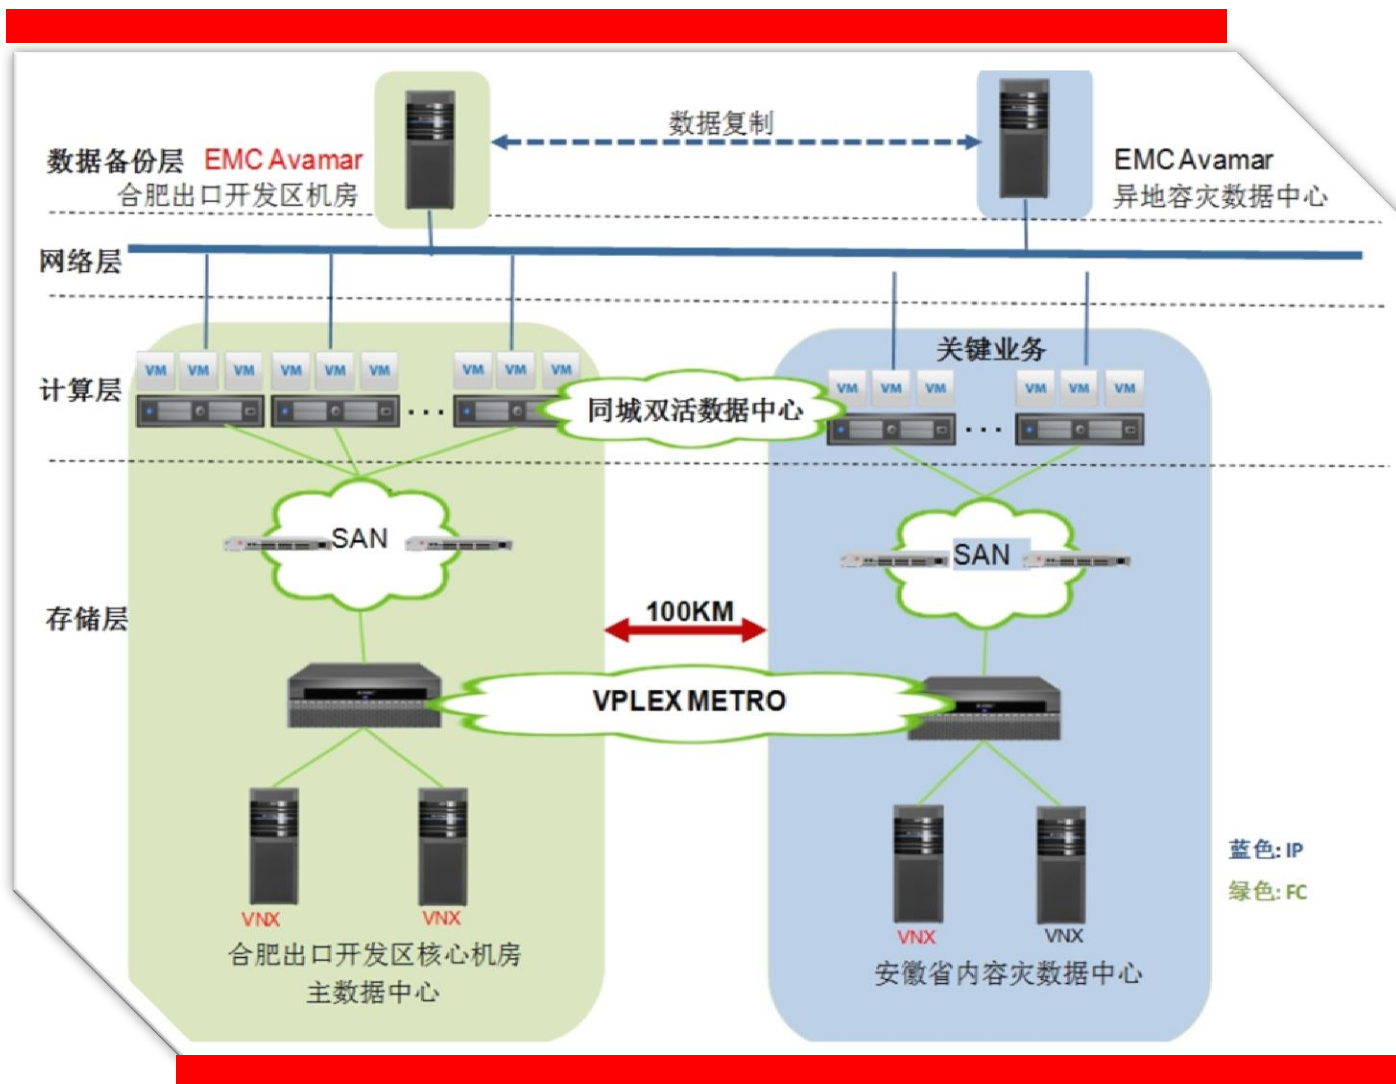 数据复制
数据备份层 EMC Avamar
合肥出口开发区机房
EMC Avamar
异地容灾数据中心
网络层
关键业务
VM VM VM VM VM VM VM VM VM
VM VM VM VM VM VM
计算层
···
同城双活数据中心
···
SAN
SAN
存储层
100KM
VPLEX METRO
蓝色: IP
绿色: FC
VNX
VNX
VNX
VNX
合肥出口开发区核心机房
主数据中心
安徽省内容灾数据中心